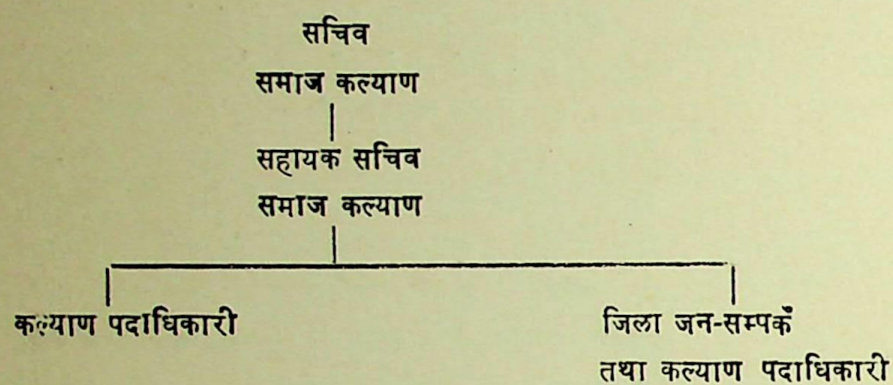 सचिव
समाज कल्याण
सहायक सचिव
समाज कल्याण
कल्याण पदाधिकारी
जिला जन-सम्पर्क
तथा कल्याण पदाधिकारी